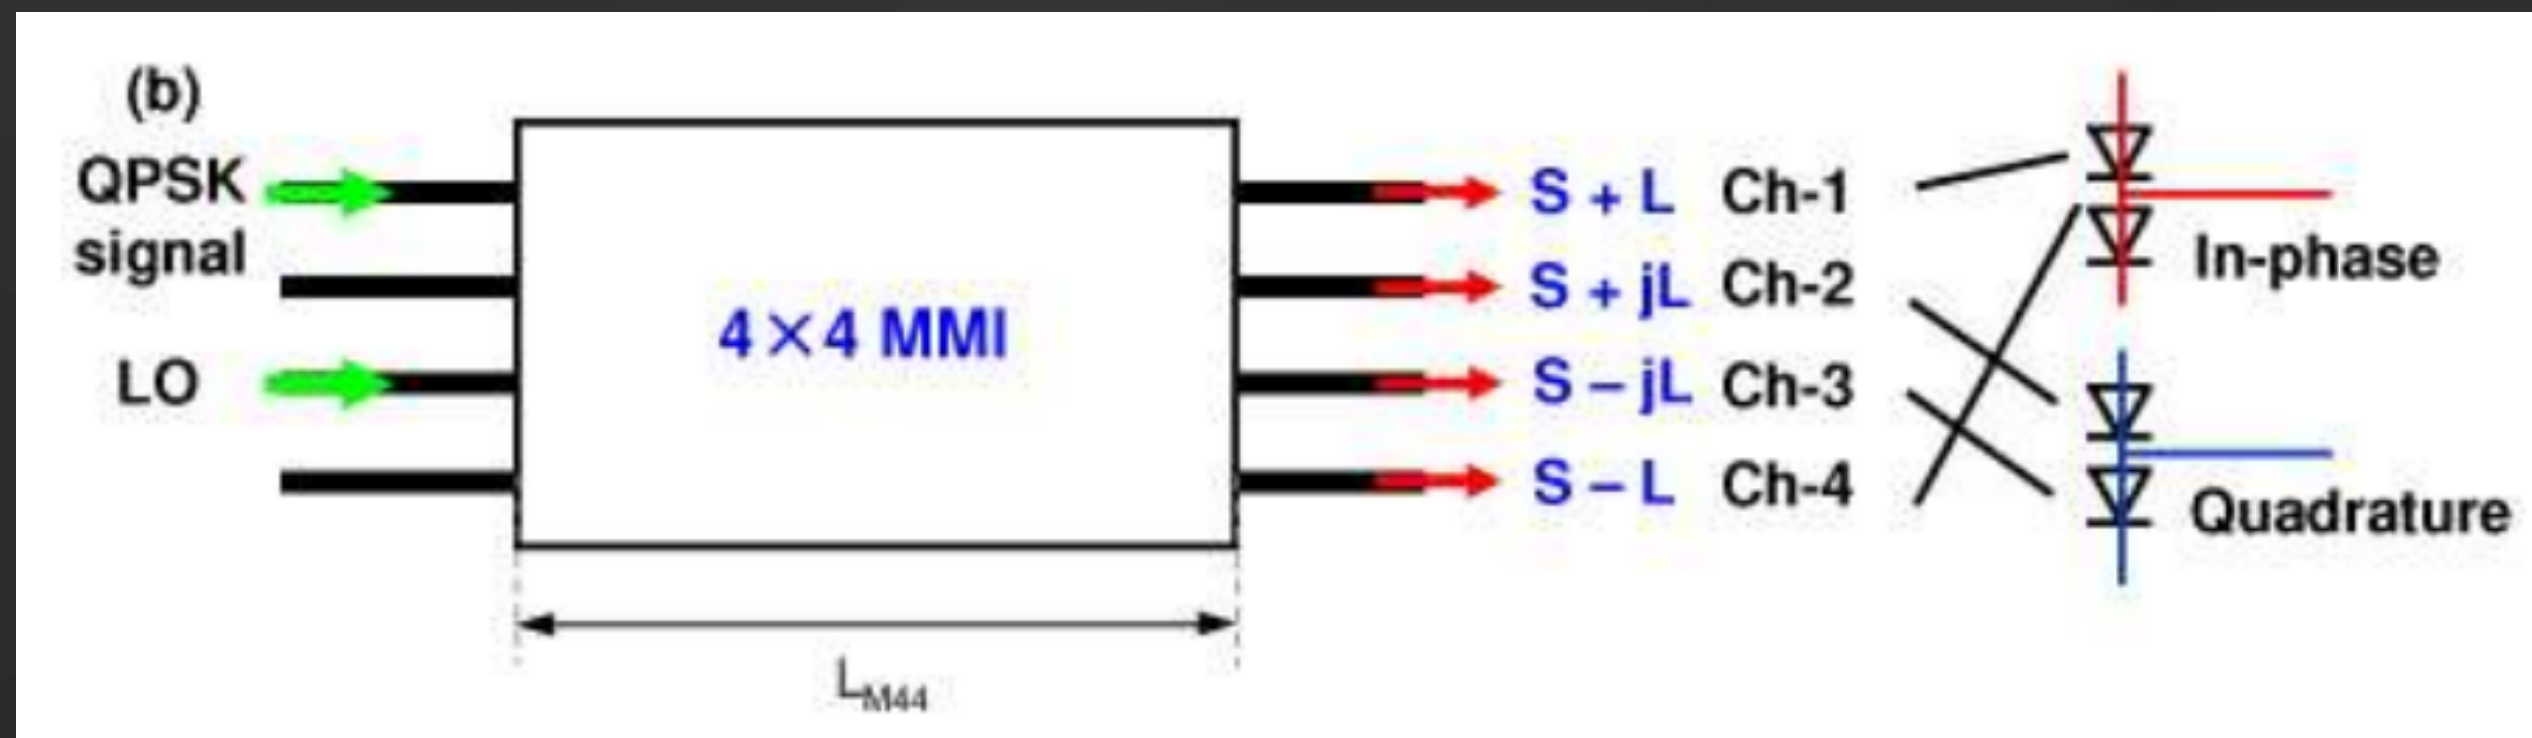 (b)
QPSK
signal
LO
4×4 MMI
S + L Ch-1
S + jL Ch-2
S – jL Ch-3
S – L Ch-4
In-phase
Quadrature
LM44